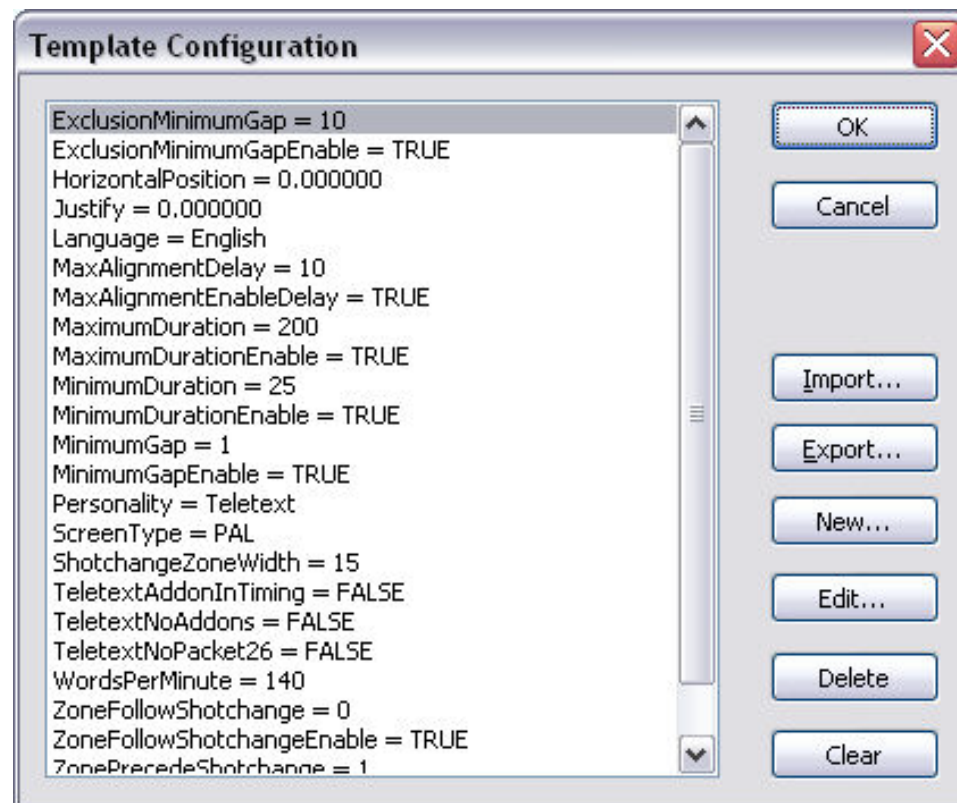 Template Configuration
ExclusionMinimumGap = 10
ExclusionMinimumGapEnable = TRUE
HorizontalPosition = 0.000000
Justify = 0.000000
Language = English
MaxAlignmentDelay = 10
MaxAlignmentEnableDelay = TRUE
MaximumDuration = 200
MaximumDurationEnable = TRUE
MinimumDuration = 25
MinimumDurationEnable = TRUE
MinimumGap = 1
MinimumGapEnable = TRUE
Personality = Teletext
ScreenType = PAL
ShotchangeZoneWidth = 15
TeletextAddonInTiming = FALSE
TeletextNoAddons = FALSE
TeletextNoPacket26 = FALSE
WordsPerMinute = 140
ZoneFollowShotchange = 0
ZoneFollowShotchangeEnable = TRUE
ZonePrecedeShotchange = 1
OK
Cancel
Import...
Export...
New...
Edit...
Delete
Clear